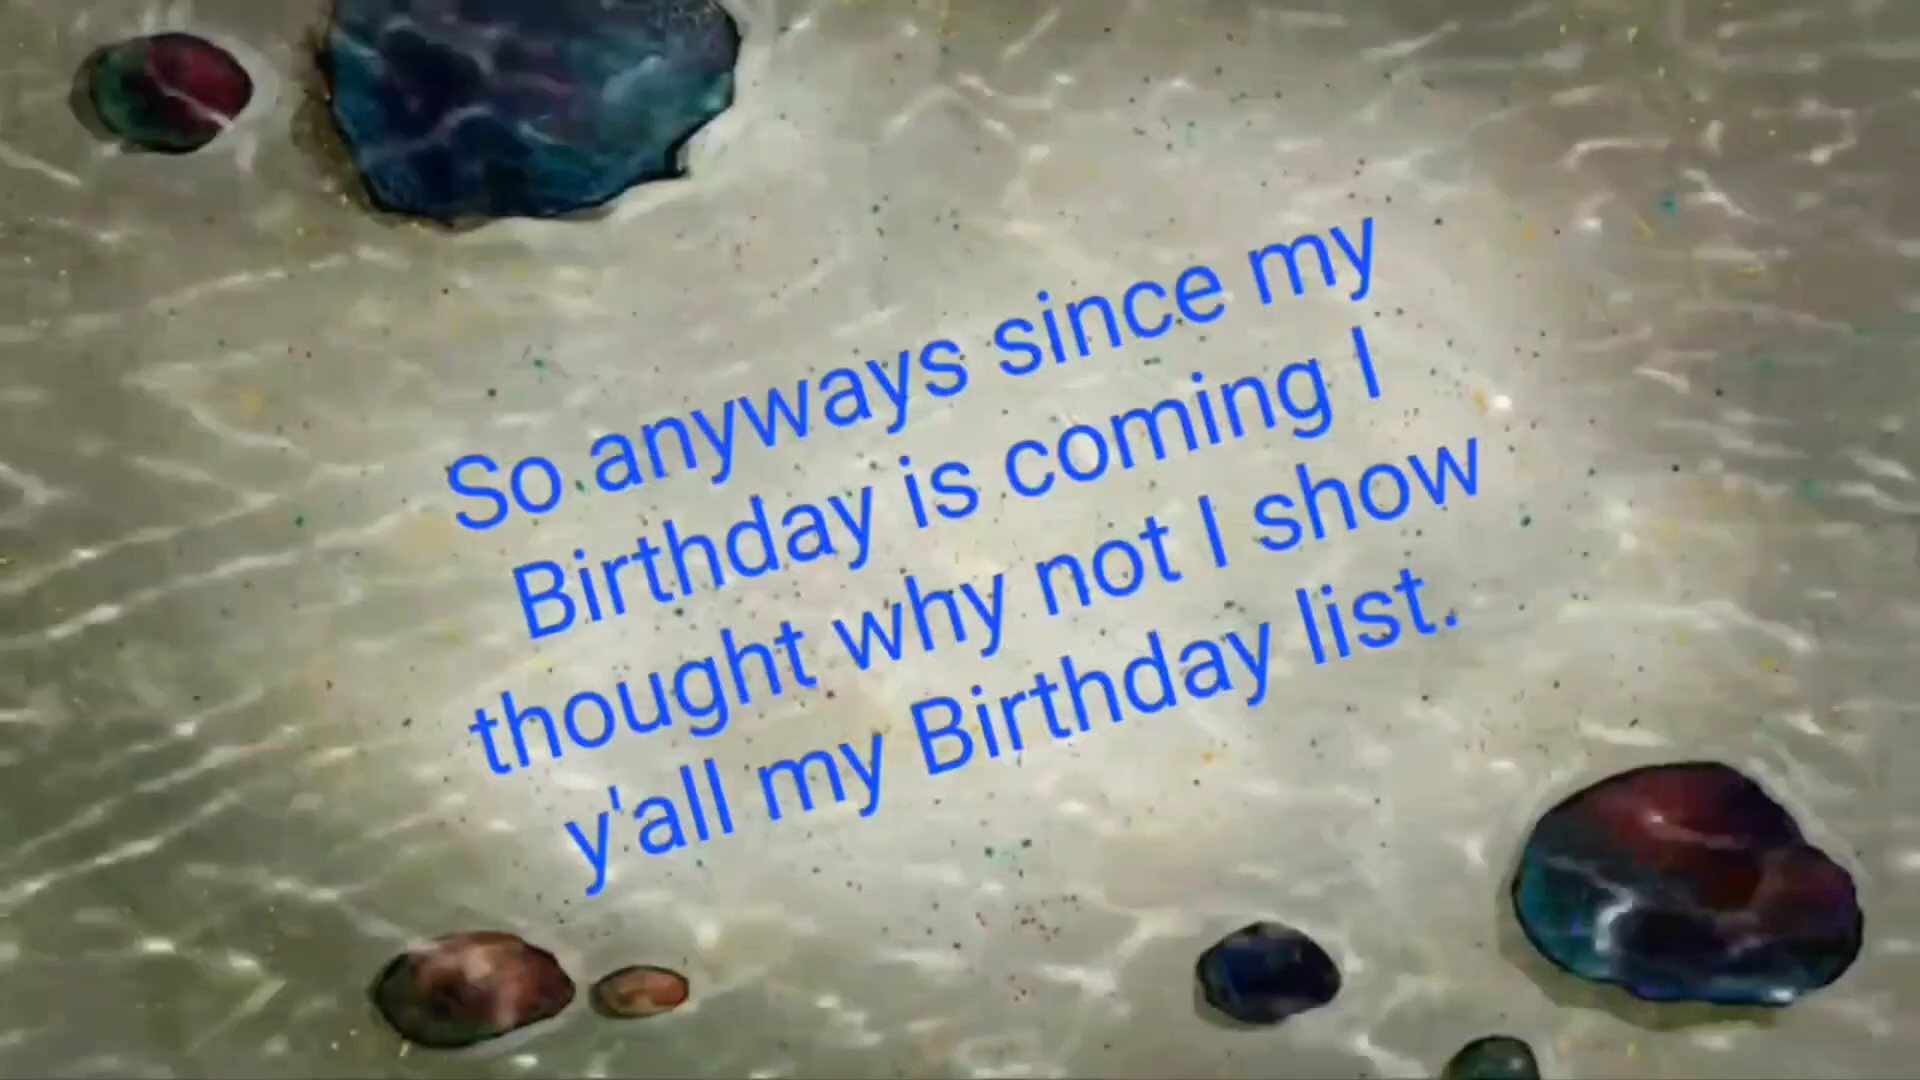 So anyways since my
Birthday is coming I
thought why not I show
y'all my Birthday list.